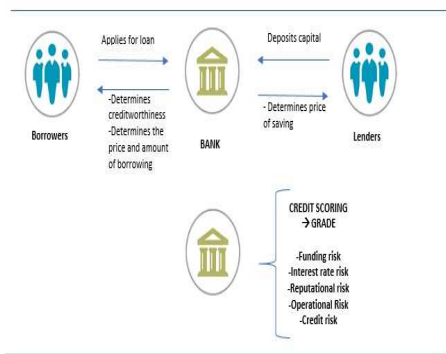 Applies for loan
Deposits capital
-Determines
creditworthiness
-Determines the
price and amount
of borrowing
- Determines price
of saving
Borrowers
BANK
Lenders
CREDIT SCORING
→GRADE
-Funding risk
-Interest rate risk
-Reputational risk
-Operational Risk
-Credit risk